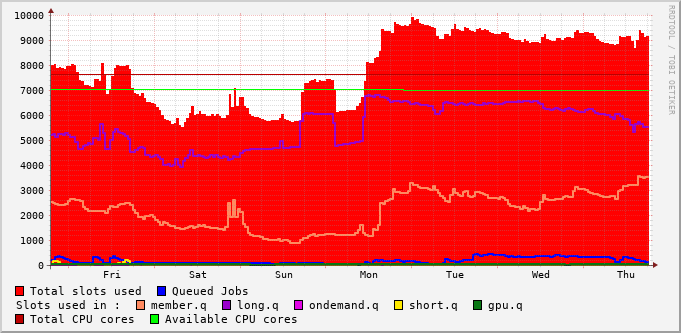 RRDTOOL / TOBI OETIKER
10000
9000
8000
7000
6000
5000
4000
3000
2000
1000
0
Fri Sat Sun Mon Tue Wed Thu
Total slots used Queued Jobs
Slots used in : member.q long.q ondemand.q short.q gpu.q
Total CPU cores Available CPU cores